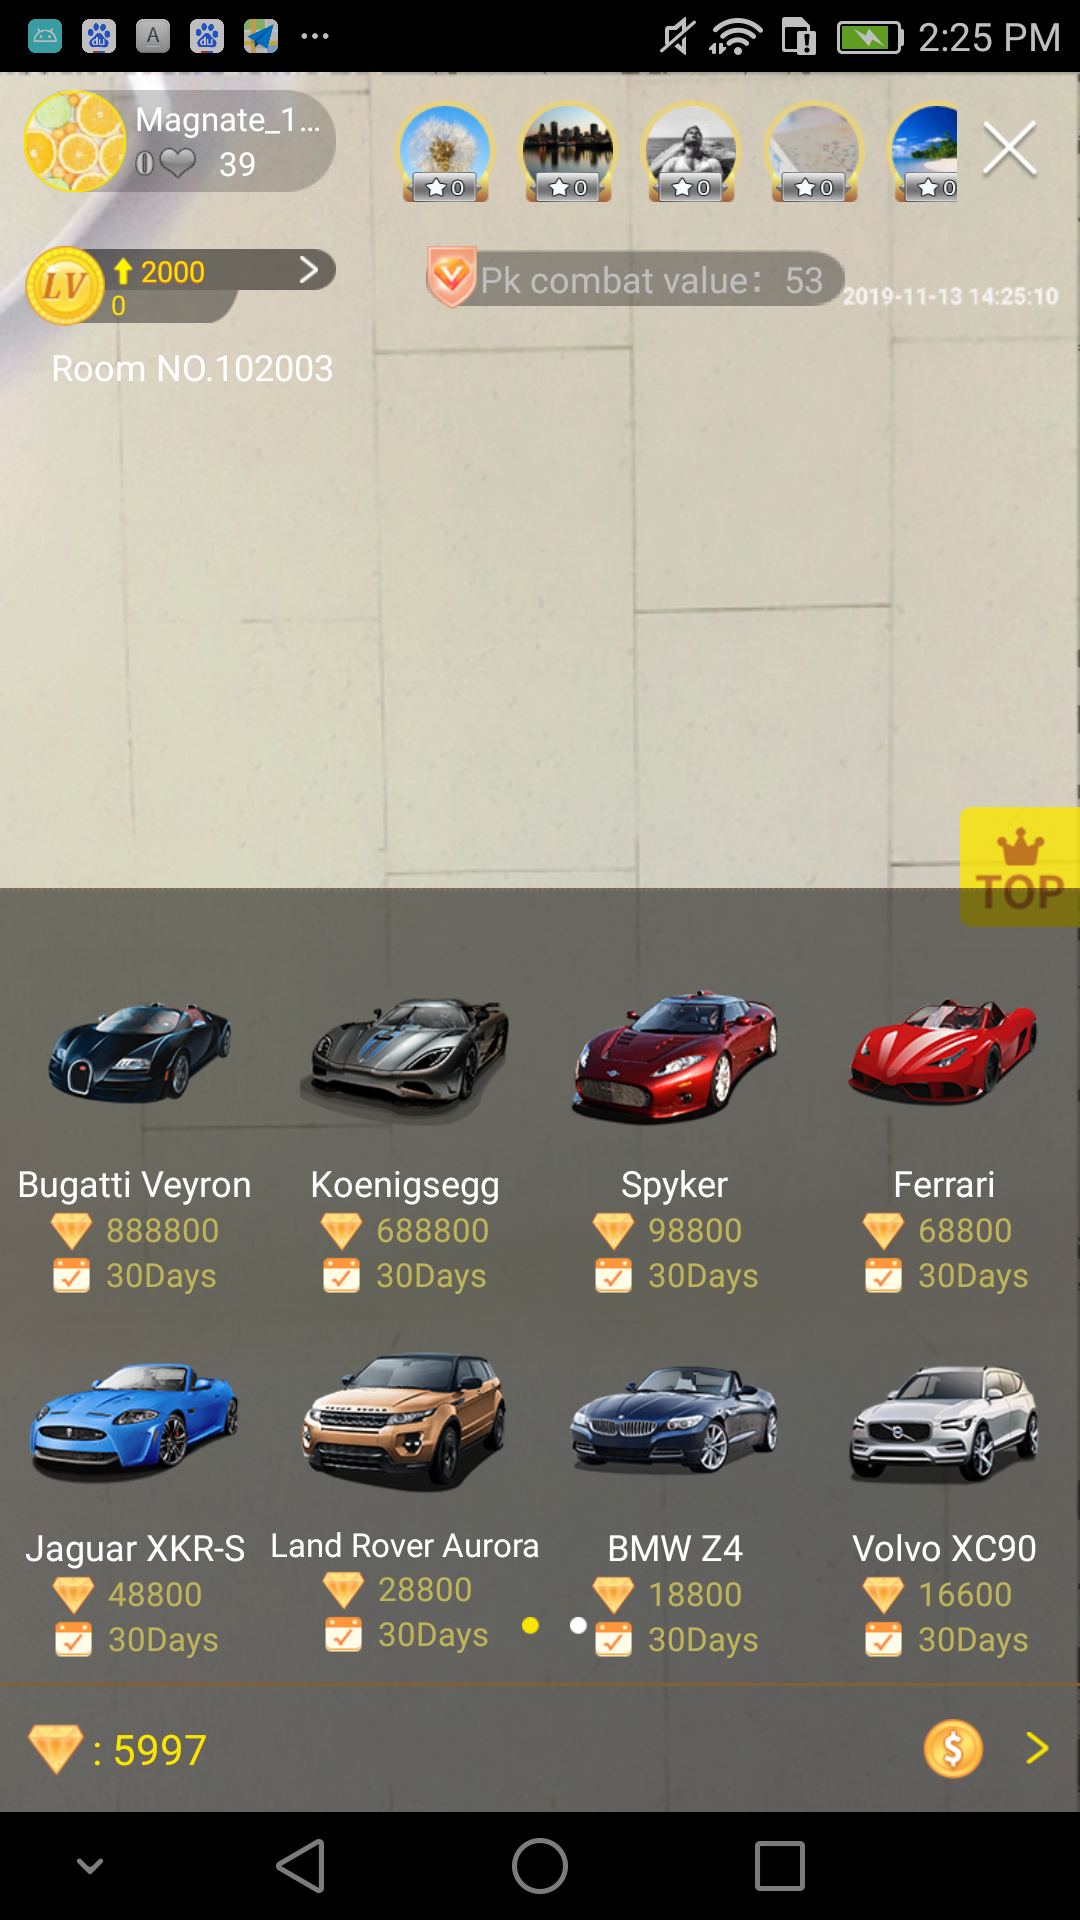 2:25 PM
Magnate_1...
0 39
0
0
0
0
0
LV 2000
0
Pk combat value: 53
2019-11-13 14:25:10
Room NO.102003
TOP
Bugatti Veyron
888800
30Days
Koenigsegg
688800
30Days
Spyker
98800
30Days
Ferrari
68800
30Days
Jaguar XKR-S
48800
30Days
Land Rover Aurora
28800
30Days
BMW Z4
18800
30Days
Volvo XC90
16600
30Days
: 5997